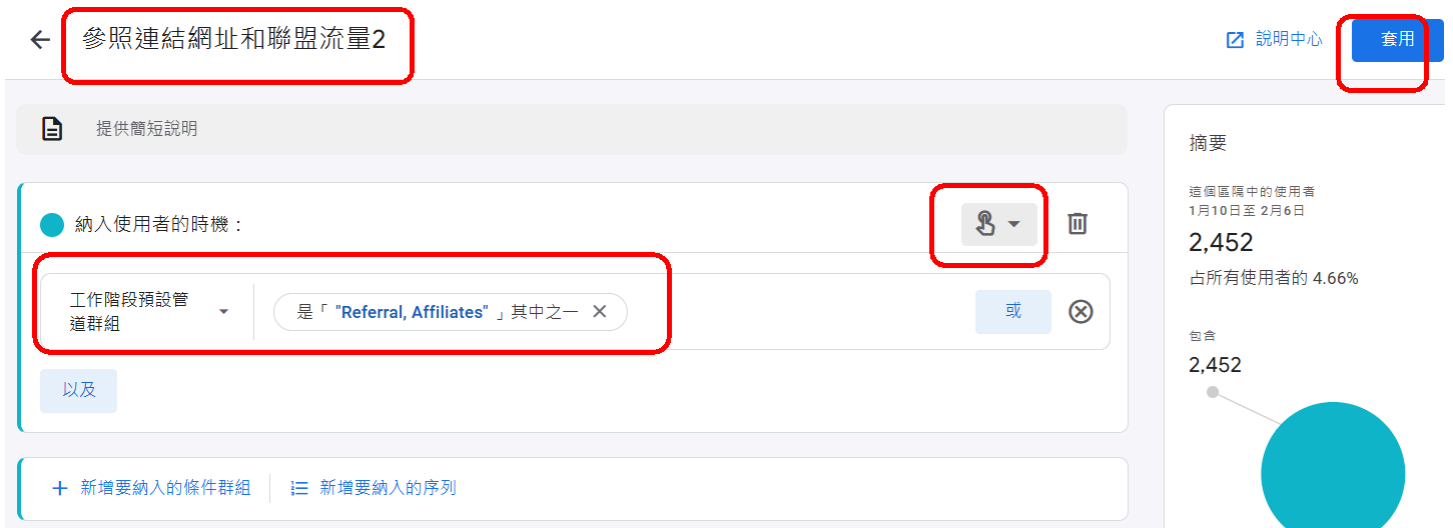 參照連結網址和聯盟流量2
說明中心
套用
提供簡短說明
摘要
這個區隔中的使用者
1月10日至 2月6日
2,452
占所有使用者的 4.66%
納入使用者的時機：
工作階段預設管
道群組
是「 "Referral, Affiliates" 」其中之一
或
包含
2,452
以及
新增要納入的條件群組
新增要納入的序列